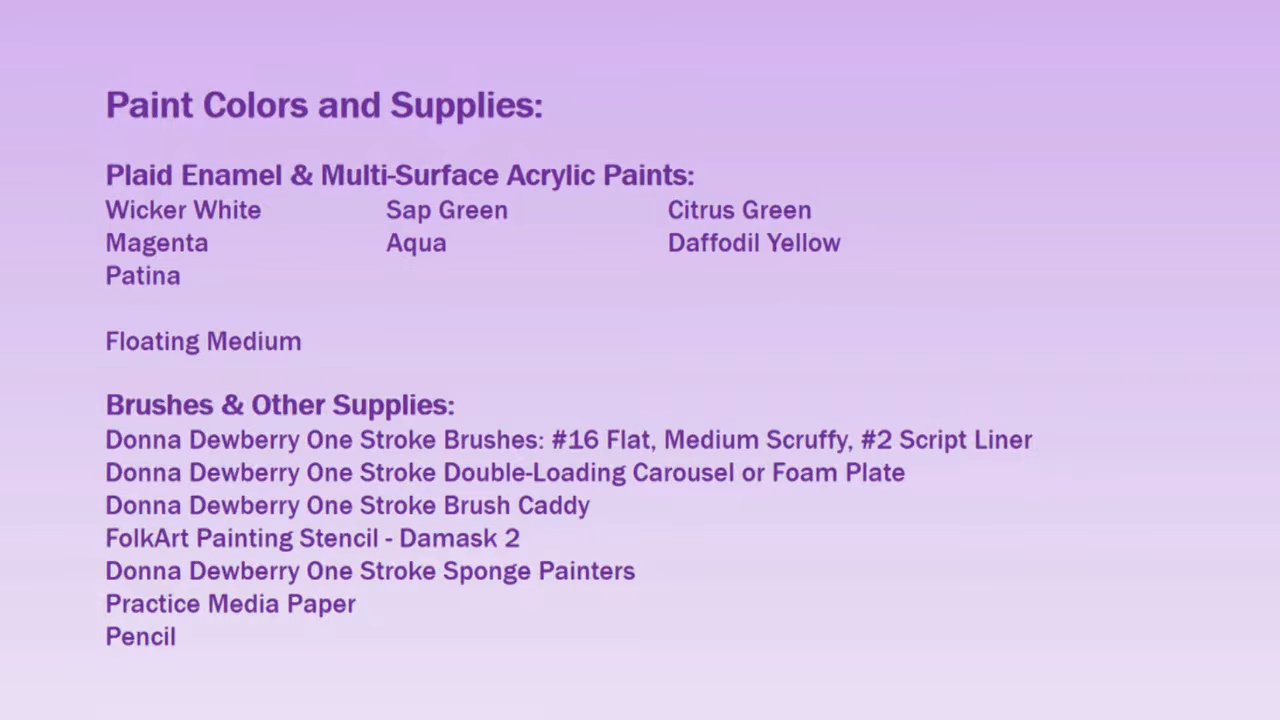 Paint Colors and Supplies:
Plaid Enamel & Multi-Surface Acrylic Paints:
Wicker White Sap Green Citrus Green
Magenta Aqua Daffodil Yellow
Patina
Floating Medium
Brushes & Other Supplies:
Donna Dewberry One Stroke Brushes: #16 Flat, Medium Scruffy, #2 Script Liner
Donna Dewberry One Stroke Double-Loading Carousel or Foam Plate
Donna Dewberry One Stroke Brush Caddy
FolkArt Painting Stencil - Damask 2
Donna Dewberry One Stroke Sponge Painters
Practice Media Paper
Pencil